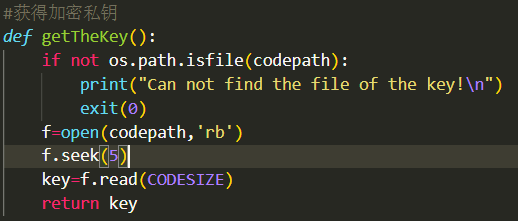 #获得加密私钥
def getTheKey():
    if not os.path.isfile(codepath):
        print("Can not find the file of the key!\n")
        exit(0)
    f=open(codepath,'rb')
    f.seek(5)
    key=f.read(CODESIZE)
    return key